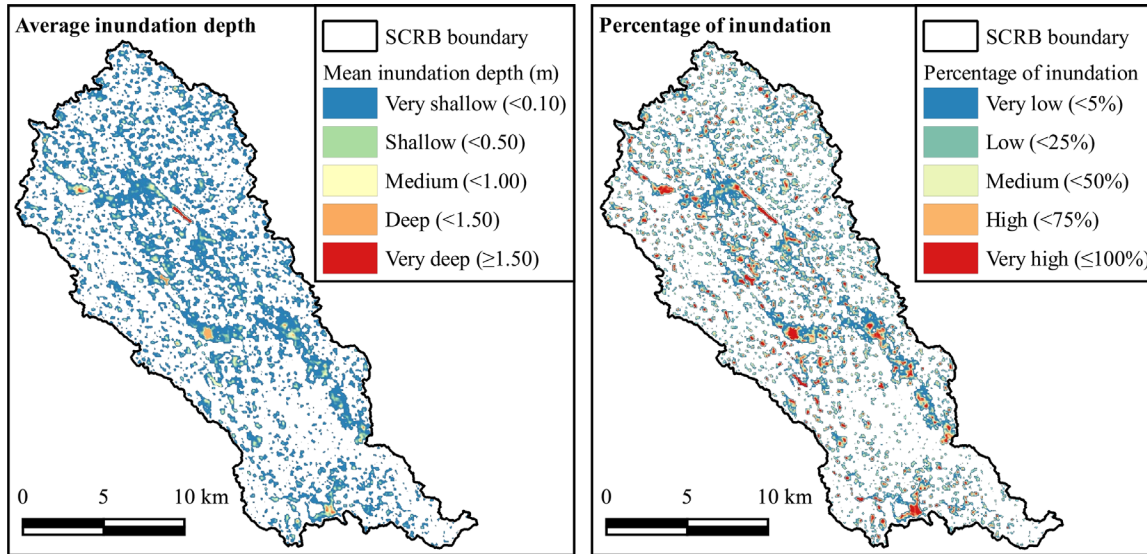 Average inundation depth
SCRB boundary
Mean inundation depth (m)
Very shallow (<0.10)
Shallow (<0.50)
Medium (<1.00)
Deep (<1.50)
Very deep (≥1.50)
0 5 10 km
Percentage of inundation
SCRB boundary
Percentage of inundation
Very low (<5%)
Low (<25%)
Medium (<50%)
High (<75%)
Very high (≤100%)
0 5 10 km